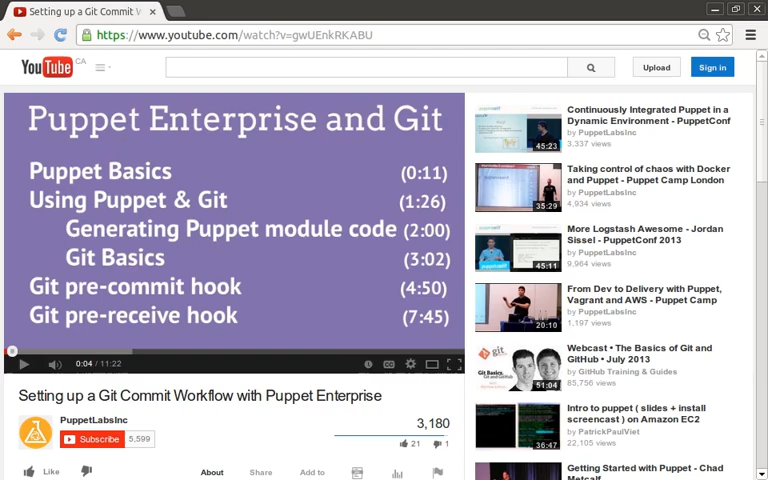 Setting up a Git Commit W
https://www.youtube.com/watch?v=gwUEnkRKABU
YouTube CA
Upload
Sign in
Puppet Enterprise and Git
Puppet Basics (0:11)
Using Puppet & Git (1:26)
Generating Puppet module code (2:00)
Git Basics (3:02)
Git pre-commit hook (4:50)
Git pre-receive hook (7:45)
0:04 / 11:22
Setting up a Git Commit Workflow with Puppet Enterprise
PuppetLabsInc
Subscribe 5,599
3,180
21 1
Like
About
Share
Add to
45:23
Continuously Integrated Puppet in a
Dynamic Environment - PuppetConf
by PuppetLabsInc
3,337 views
35:29
Taking control of chaos with Docker
and Puppet - Puppet Camp London
by PuppetLabsInc
4,934 views
45:11
More Logstash Awesome - Jordan
Sissel - PuppetConf 2013
by PuppetLabsInc
9,964 views
20:10
From Dev to Delivery with Puppet,
Vagrant and AWS - Puppet Camp
by PuppetLabsInc
1,197 views
git
Git Basics
51:04
Webcast • The Basics of Git and
GitHub • July 2013
by GitHub Training & Guides
85,756 views
36:47
Intro to puppet ( slides + install
screencast ) on Amazon EC2
by PatrickPaulViet
22,105 views
Getting Started with Puppet - Chad
Metcalf